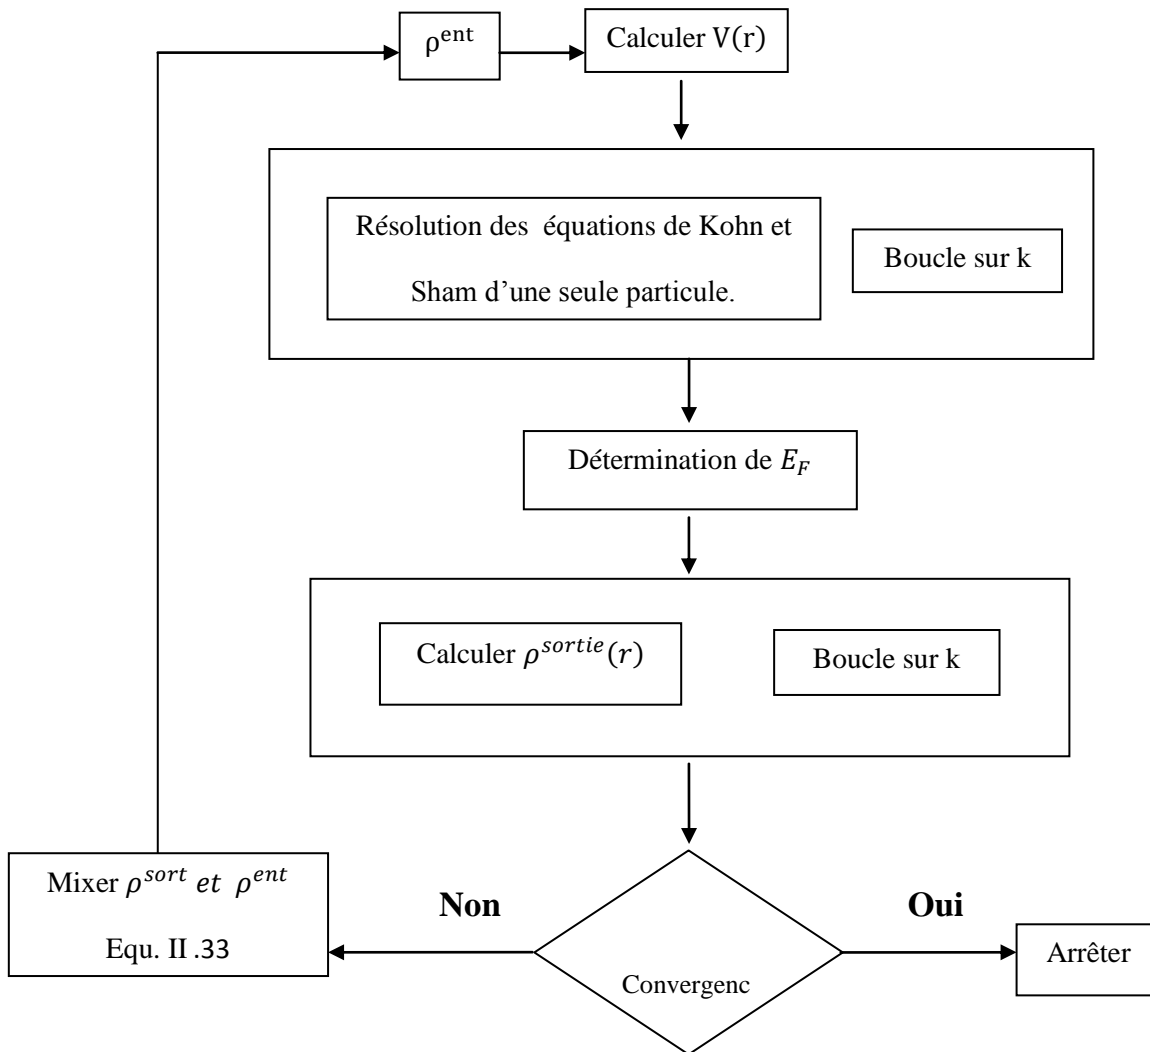 ρᵉⁿᵗ
Calculer V(r)
Résolution des équations de Kohn et
Sham d’une seule particule.
Boucle sur k
Détermination de E_F
Calculer ρ^{sortie}(r)
Boucle sur k
Mixer ρ^{sort} et ρ^{ent}
Equ. II .33
Non
Oui
Convergenc
Arrêter